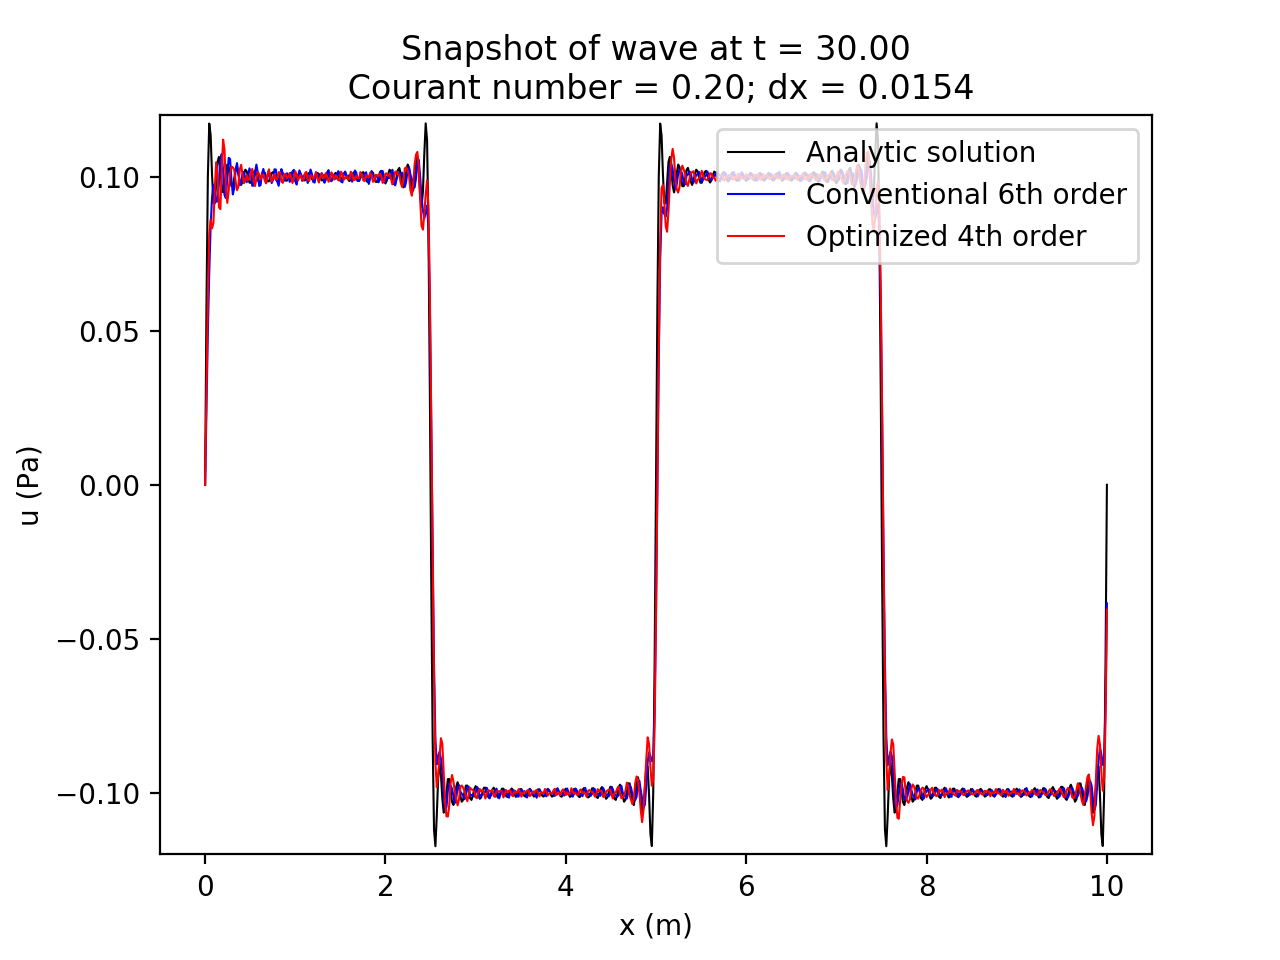 Snapshot of wave at t = 30.00
Courant number = 0.20; dx = 0.0154
Analytic solution
Conventional 6th order
Optimized 4th order
0.10
0.05
0.00
−0.05
−0.10
u (Pa)
0 2 4 6 8 10
x (m)